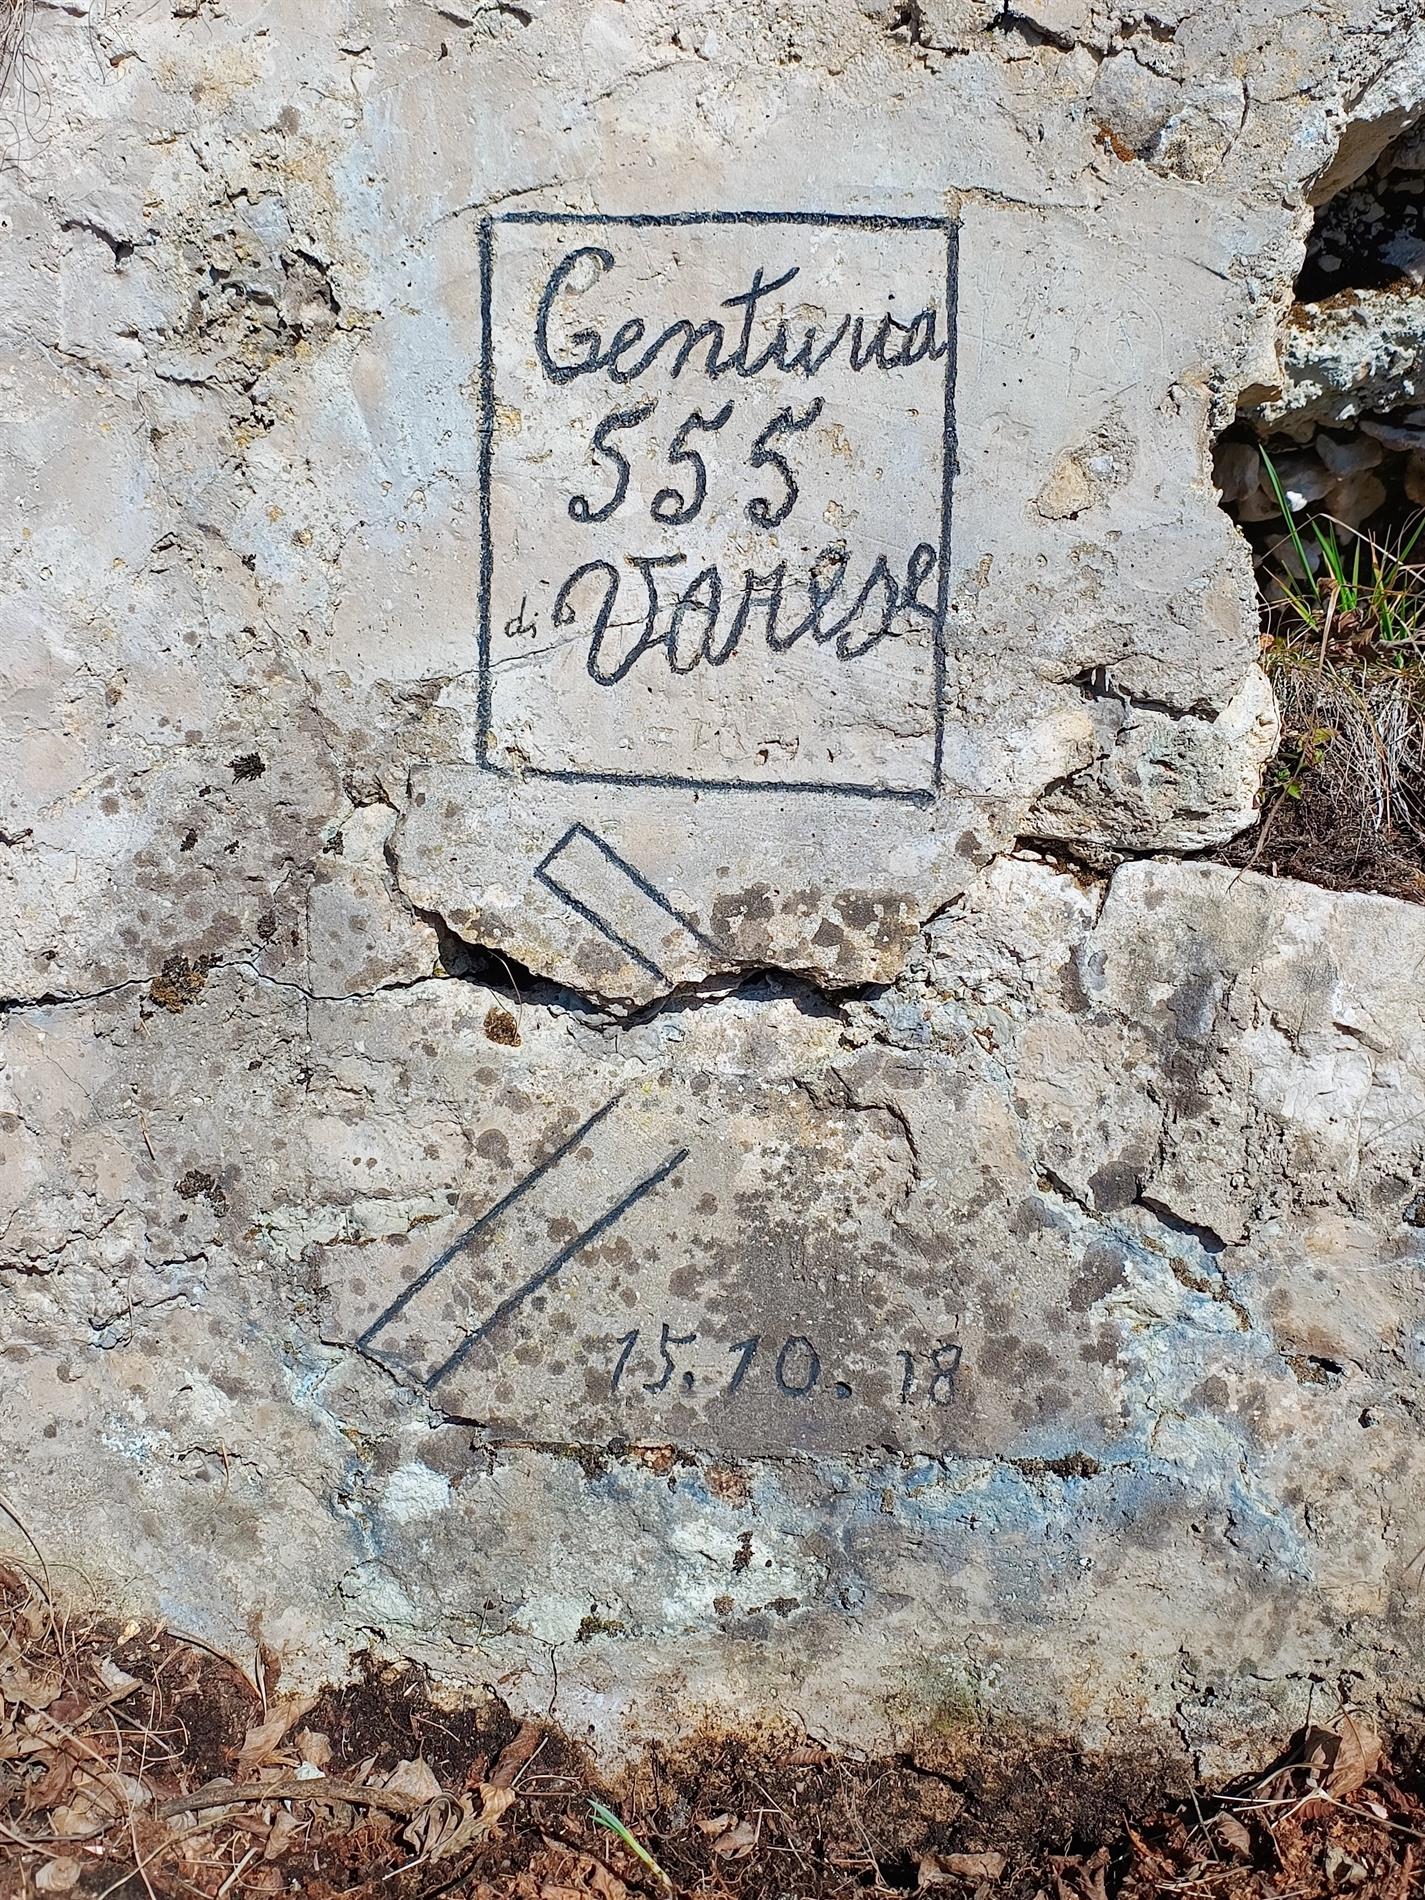 Centuria
555
di Varese
15.10.18